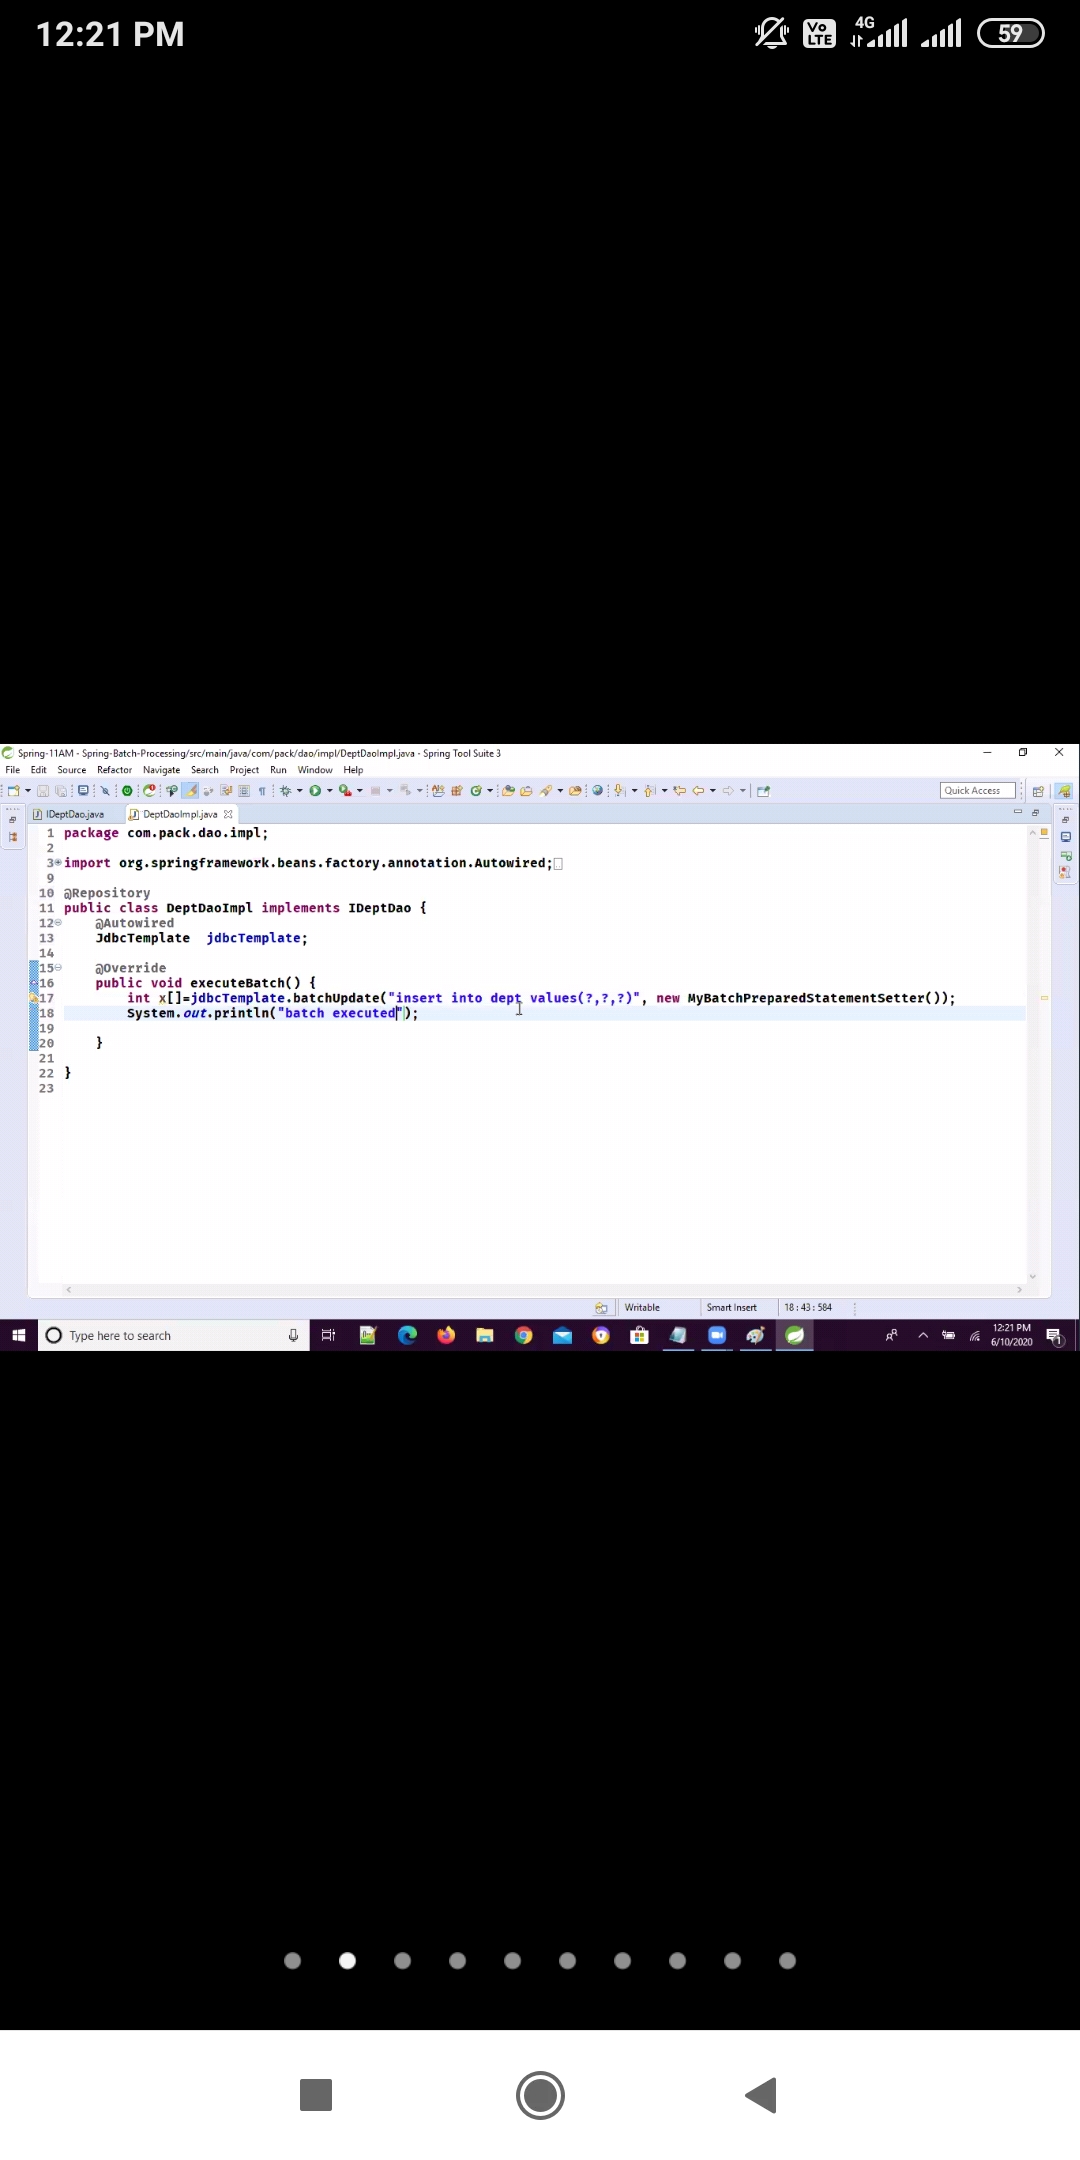 12:21 PM
Vo LTE
4G
59
Spring-11AM - Spring-Batch-Processing/src/main/java/com/pack/dao/impl/DeptDaoImpl.java - Spring Tool Suite 3
File Edit Source Refactor Navigate Search Project Run Window Help
Quick Access
IDeptDao.java DeptDaoImpl.java
1 package com.pack.dao.impl;
2
3 import org.springframework.beans.factory.annotation.Autowired;
9
10 @Repository
11 public class DeptDaoImpl implements IDeptDao {
12 @Autowired
13 JdbcTemplate jdbcTemplate;
14
15 @Override
16 public void executeBatch() {
17 int x[]=jdbcTemplate.batchUpdate("insert into dept values(?,?,?)", new MyBatchPreparedStatementSetter());
18 System.out.println("batch executed");
19
20 }
21
22 }
23
Writable Smart Insert 18 : 43 : 584
Type here to search
12:21 PM
6/10/2020
1